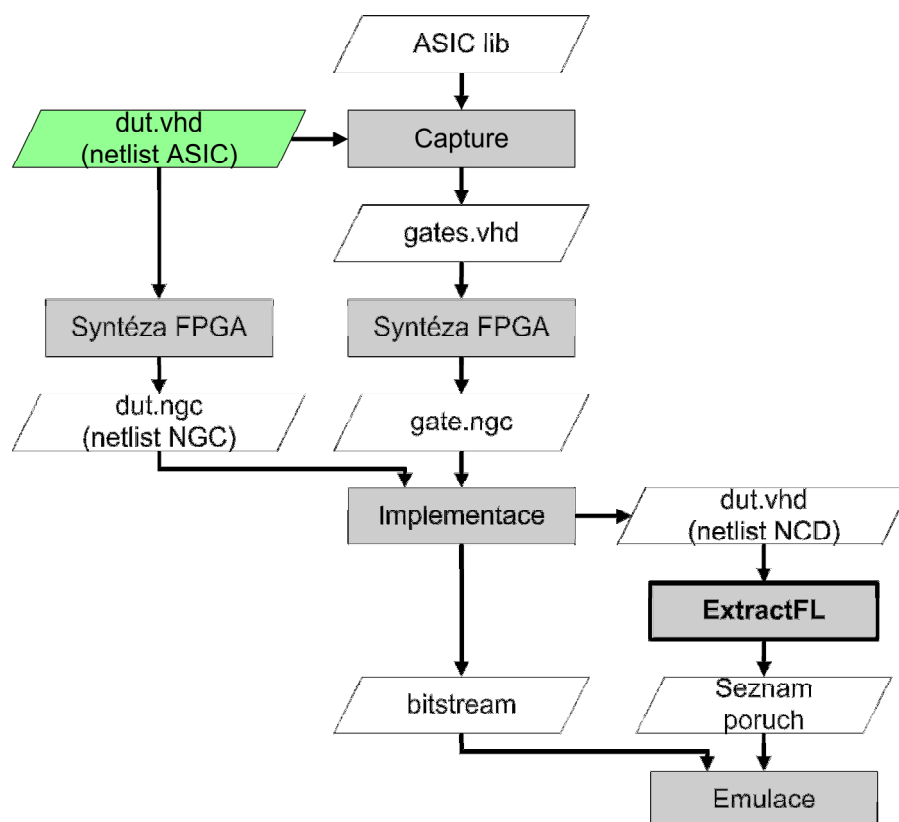 ASIC lib
dut.vhd
(netlist ASIC)
Capture
gates.vhd
Syntéza FPGA
Syntéza FPGA
dut.ngc
(netlist NGC)
gate.ngc
Implementace
dut.vhd
(netlist NCD)
ExtractFL
bitstream
Seznam
poruch
Emulace